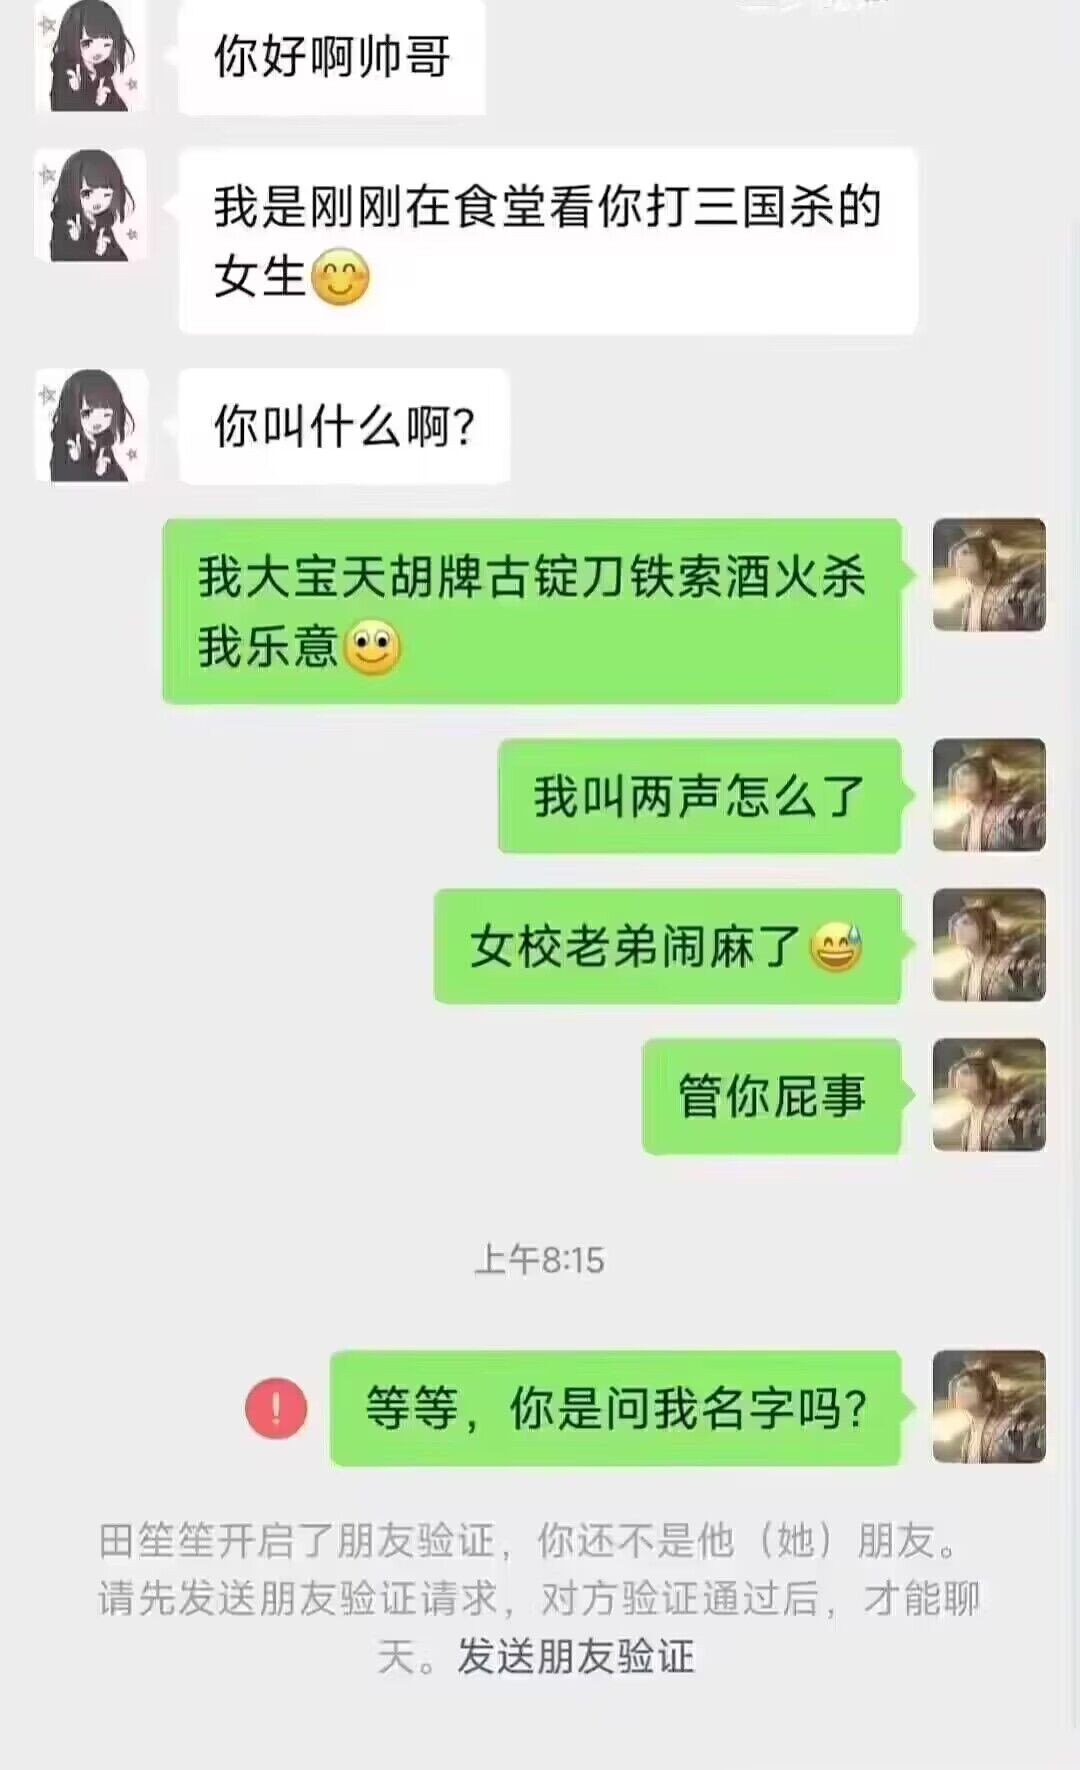 你好啊帅哥
我是刚刚在食堂看你打三国杀的
女生😊
你叫什么啊?
我大宝天胡牌古锭刀铁索酒火杀
我乐意🙂
我叫两声怎么了
女校老弟闹麻了😅
管你屁事
上午8:15
等等，你是问我名字吗?
田笙笙开启了朋友验证，你还不是他（她）朋友。
请先发送朋友验证请求，对方验证通过后，才能聊
天。发送朋友验证